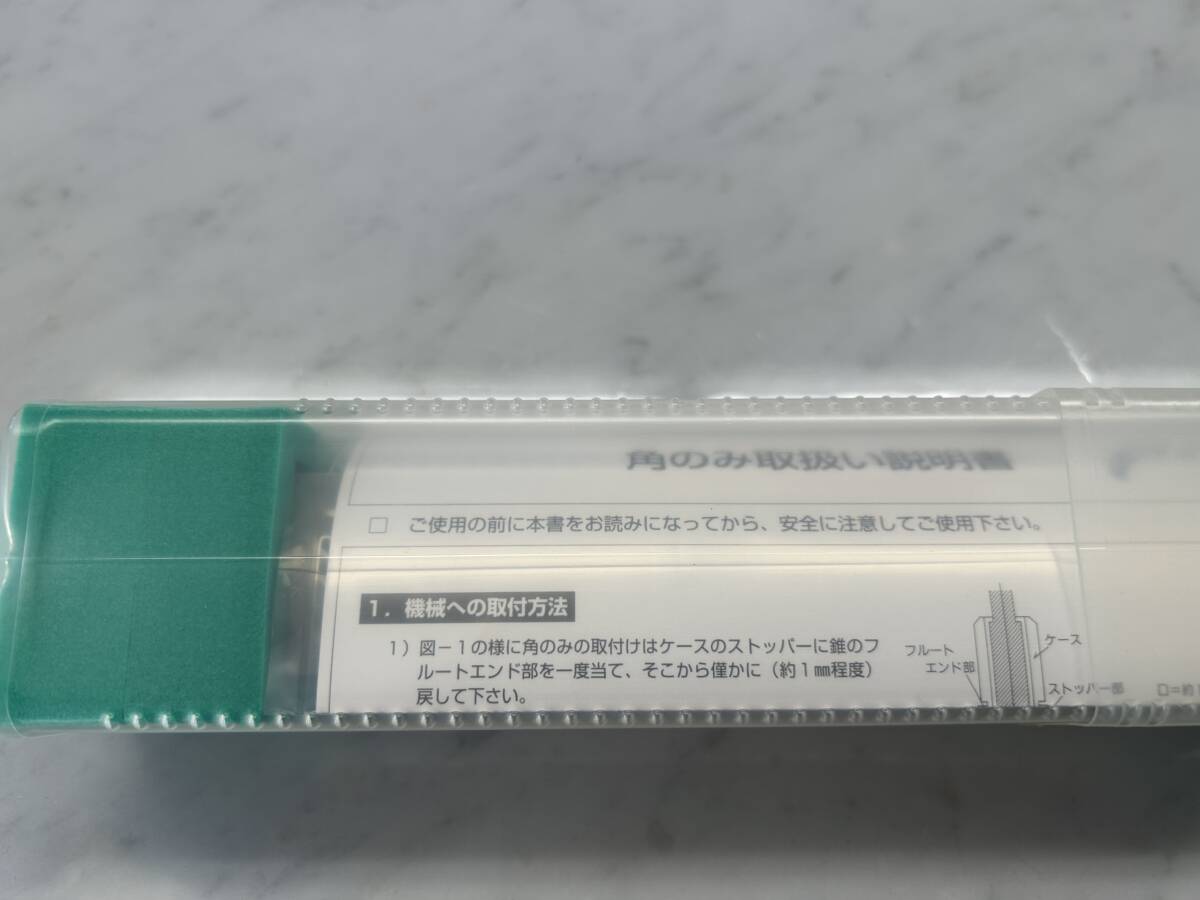 角のみ取扱い説明書
□ ご使用の前に本書をお読みになってから、安全に注意してご使用下さい。
1．機械への取付方法
1）図－1の様に角のみの取付けはケースのストッパーに錐のフ
ルートエンド部を一度当て、そこから僅かに（約1㎜程度）
戻して下さい。
フルート
エンド部
ケース
ストッパー部
□=約1